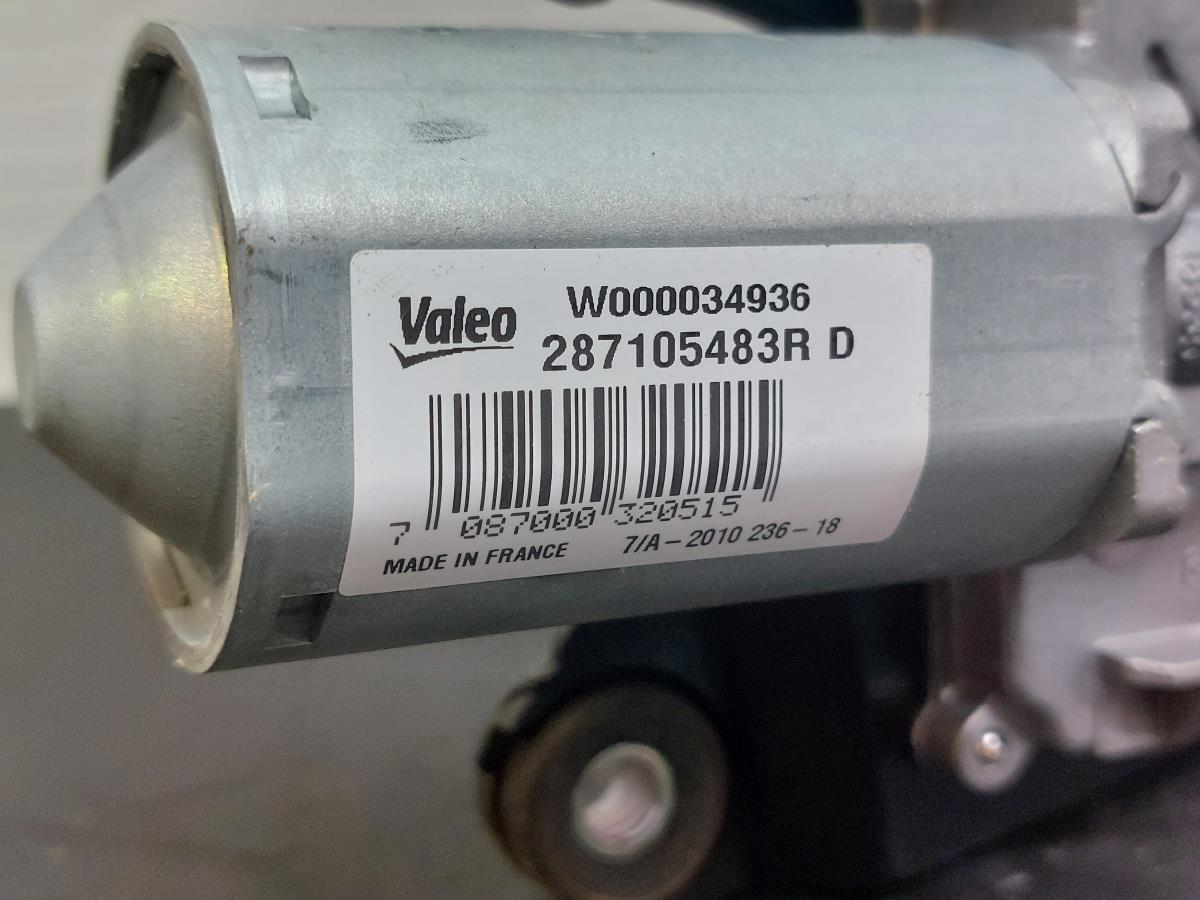 Valeo W000034936
287105483R D
7 087000 320515
MADE IN FRANCE 7/A-2010 236-18